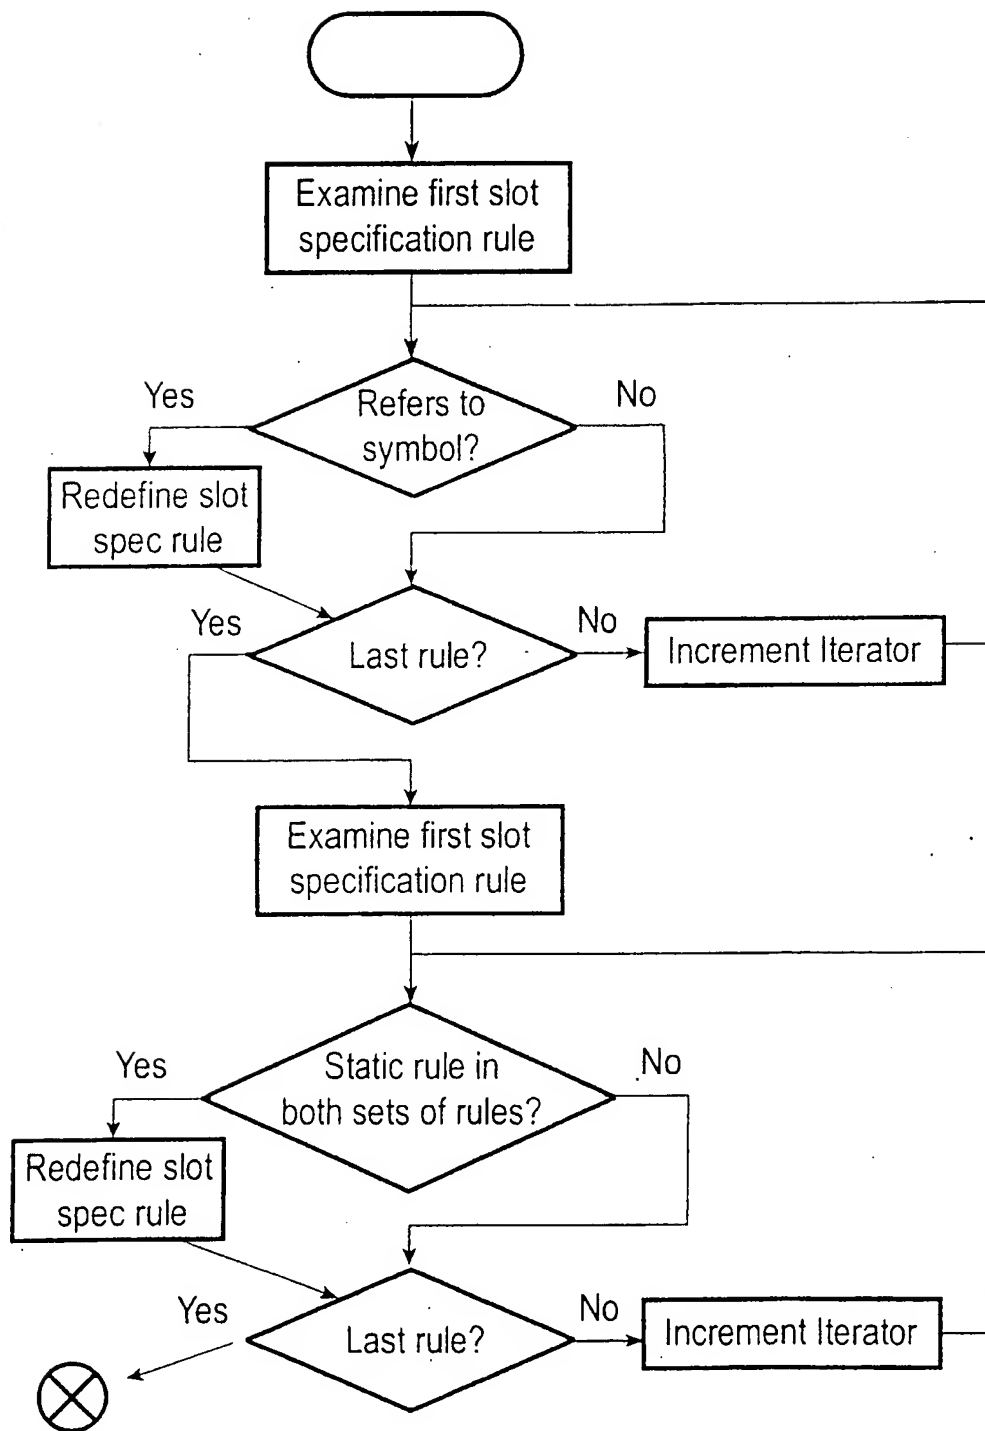 Examine first slot
specification rule
Yes
No
Refers to
symbol?
Redefine slot
spec rule
Yes
No
Last rule?
Increment Iterator
Examine first slot
specification rule
Yes
No
Static rule in
both sets of rules?
Redefine slot
spec rule
Yes
No
Last rule?
Increment Iterator